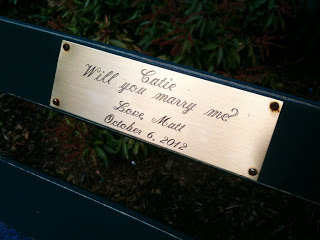 Catie
Will you marry me?
Love, Matt
October 6, 2012